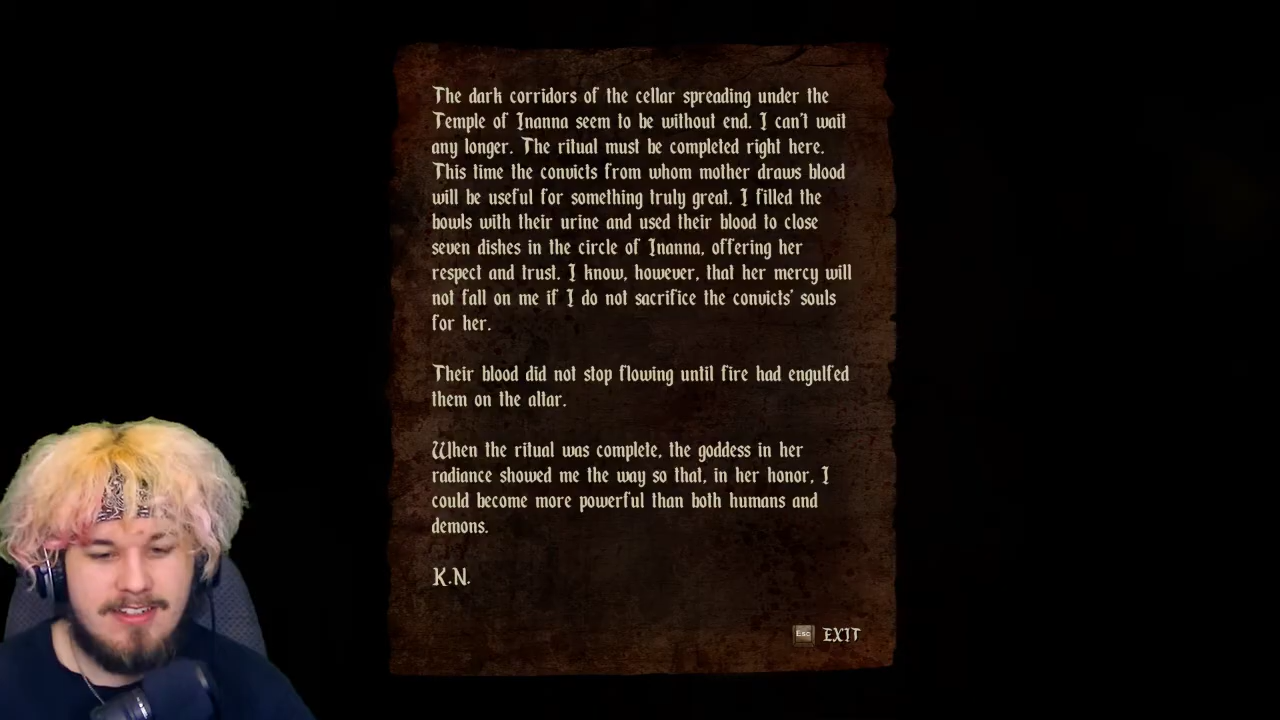 The dark corridors of the cellar spreading under the
Temple of Inanna seem to be without end. I can't wait
any longer. The ritual must be completed right here.
This time the convicts from whom mother draws blood
will be useful for something truly great. I filled the
bowls with their urine and used their blood to close
seven dishes in the circle of Inanna, offering her
respect and trust. I know, however, that her mercy will
not fall on me if I do not sacrifice the convicts' souls
for her.
Their blood did not stop flowing until fire had engulfed
them on the altar.
When the ritual was complete, the goddess in her
radiance showed me the way so that, in her honor, I
could become more powerful than both humans and
demons.
K.N.
Esc EXIT